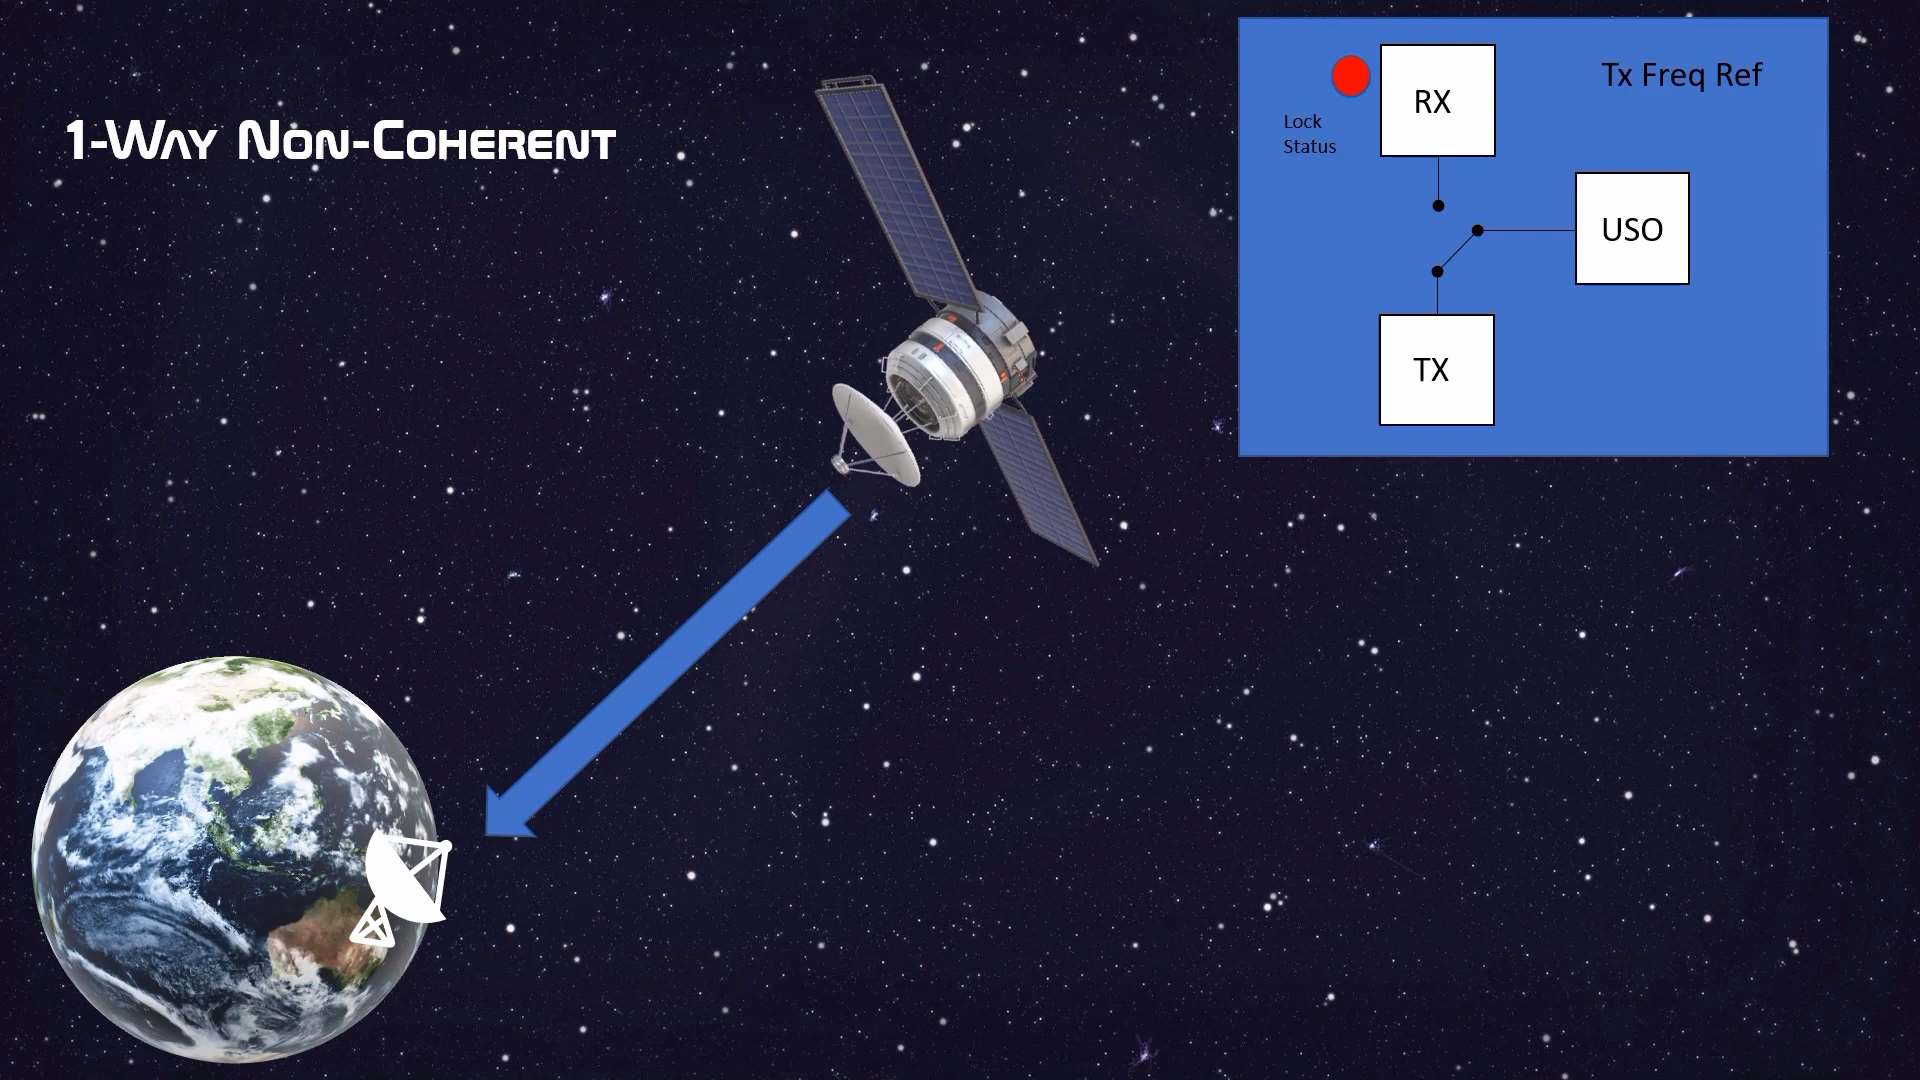 1-Way Non-Coherent
Tx Freq Ref
RX
Lock
Status
USO
TX